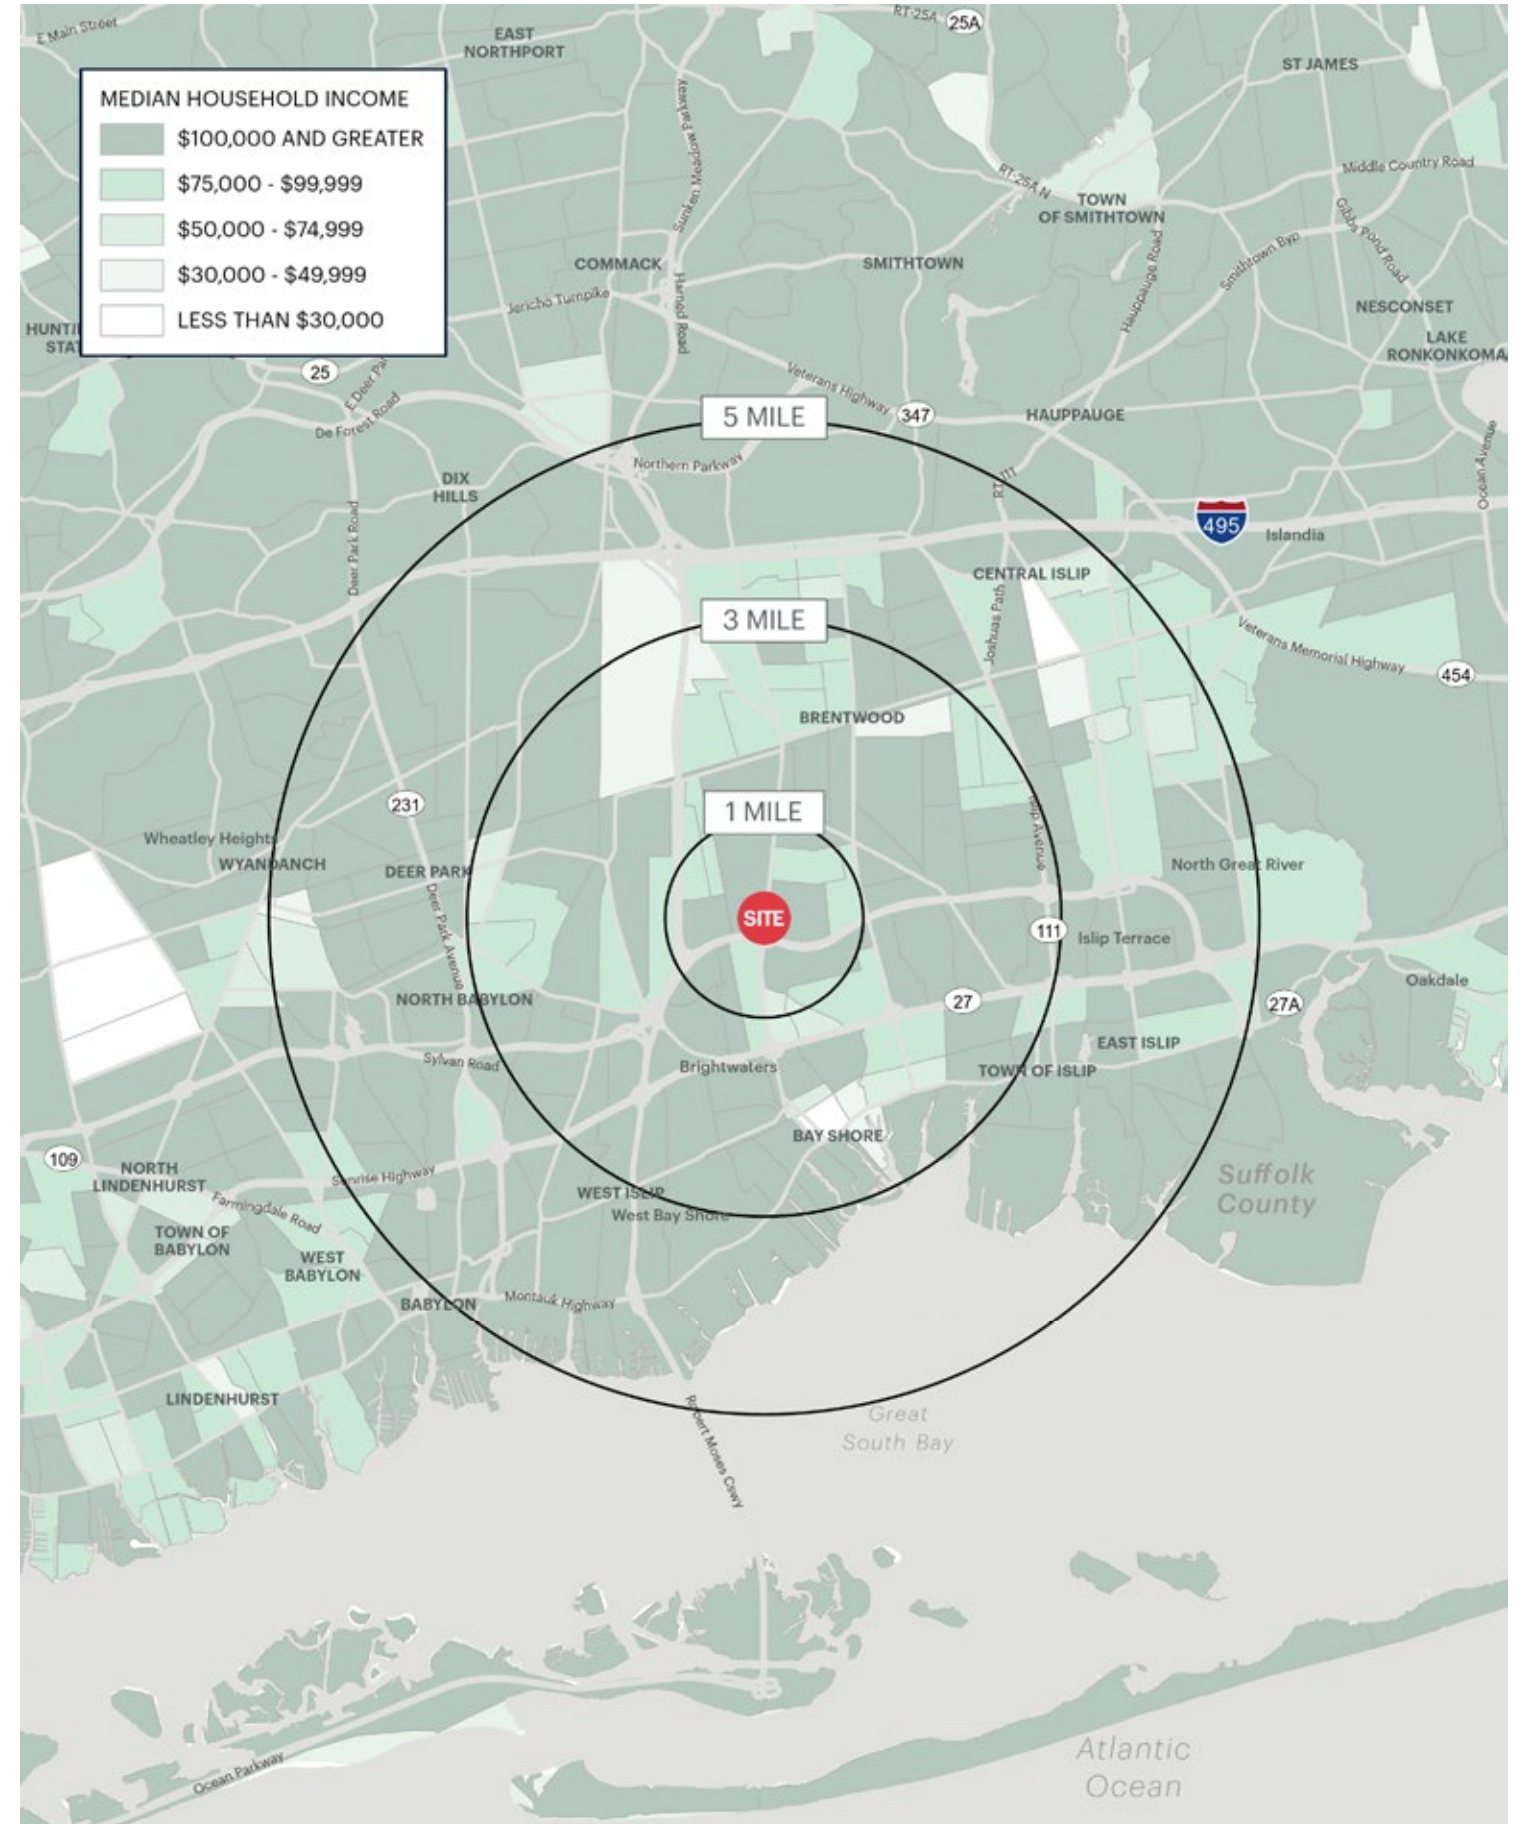 E Main Street
EAST
NORTHPORT
RT-25A
25A
ST JAMES
MEDIAN HOUSEHOLD INCOME
$100,000 AND GREATER
$75,000 - $99,999
$50,000 - $74,999
$30,000 - $49,999
LESS THAN $30,000
Sunken Meadow Parkway
Middle Country Road
RT-25A N
TOWN
OF SMITHTOWN
Gibbs Pond Road
Smithtown Byp
Hauppauge Road
COMMACK
SMITHTOWN
Jericho Turnpike
Harned Road
NESCONSET
HUNTI
STAT
LAKE
RONKONKOMA
25
E Deer Par
De Forest Road
Veterans Highway
347
HAUPPAUGE
5 MILE
Ocean Avenue
Northern Parkway
DIX
HILLS
RT-111
495
Islandia
Deer Park Road
CENTRAL ISLIP
Joshuas Path
3 MILE
Veterans Memorial Highway
454
BRENTWOOD
231
1 MILE
Islip Avenue
Wheatley Heights
WYANDANCH
DEER PARK
North Great River
Deer Park Avenue
SITE
111
Islip Terrace
NORTH BABYLON
27
27A
Oakdale
Sylvan Road
Brightwaters
EAST ISLIP
TOWN OF ISLIP
BAY SHORE
109
NORTH
LINDENHURST
Sunrise Highway
WEST ISLIP
West Bay Shore
Suffolk
County
Farmingdale Road
TOWN OF
BABYLON
WEST
BABYLON
BABYLON
Montauk Highway
LINDENHURST
Robert Moses Cswy
Great
South Bay
Ocean Parkway
Atlantic
Ocean